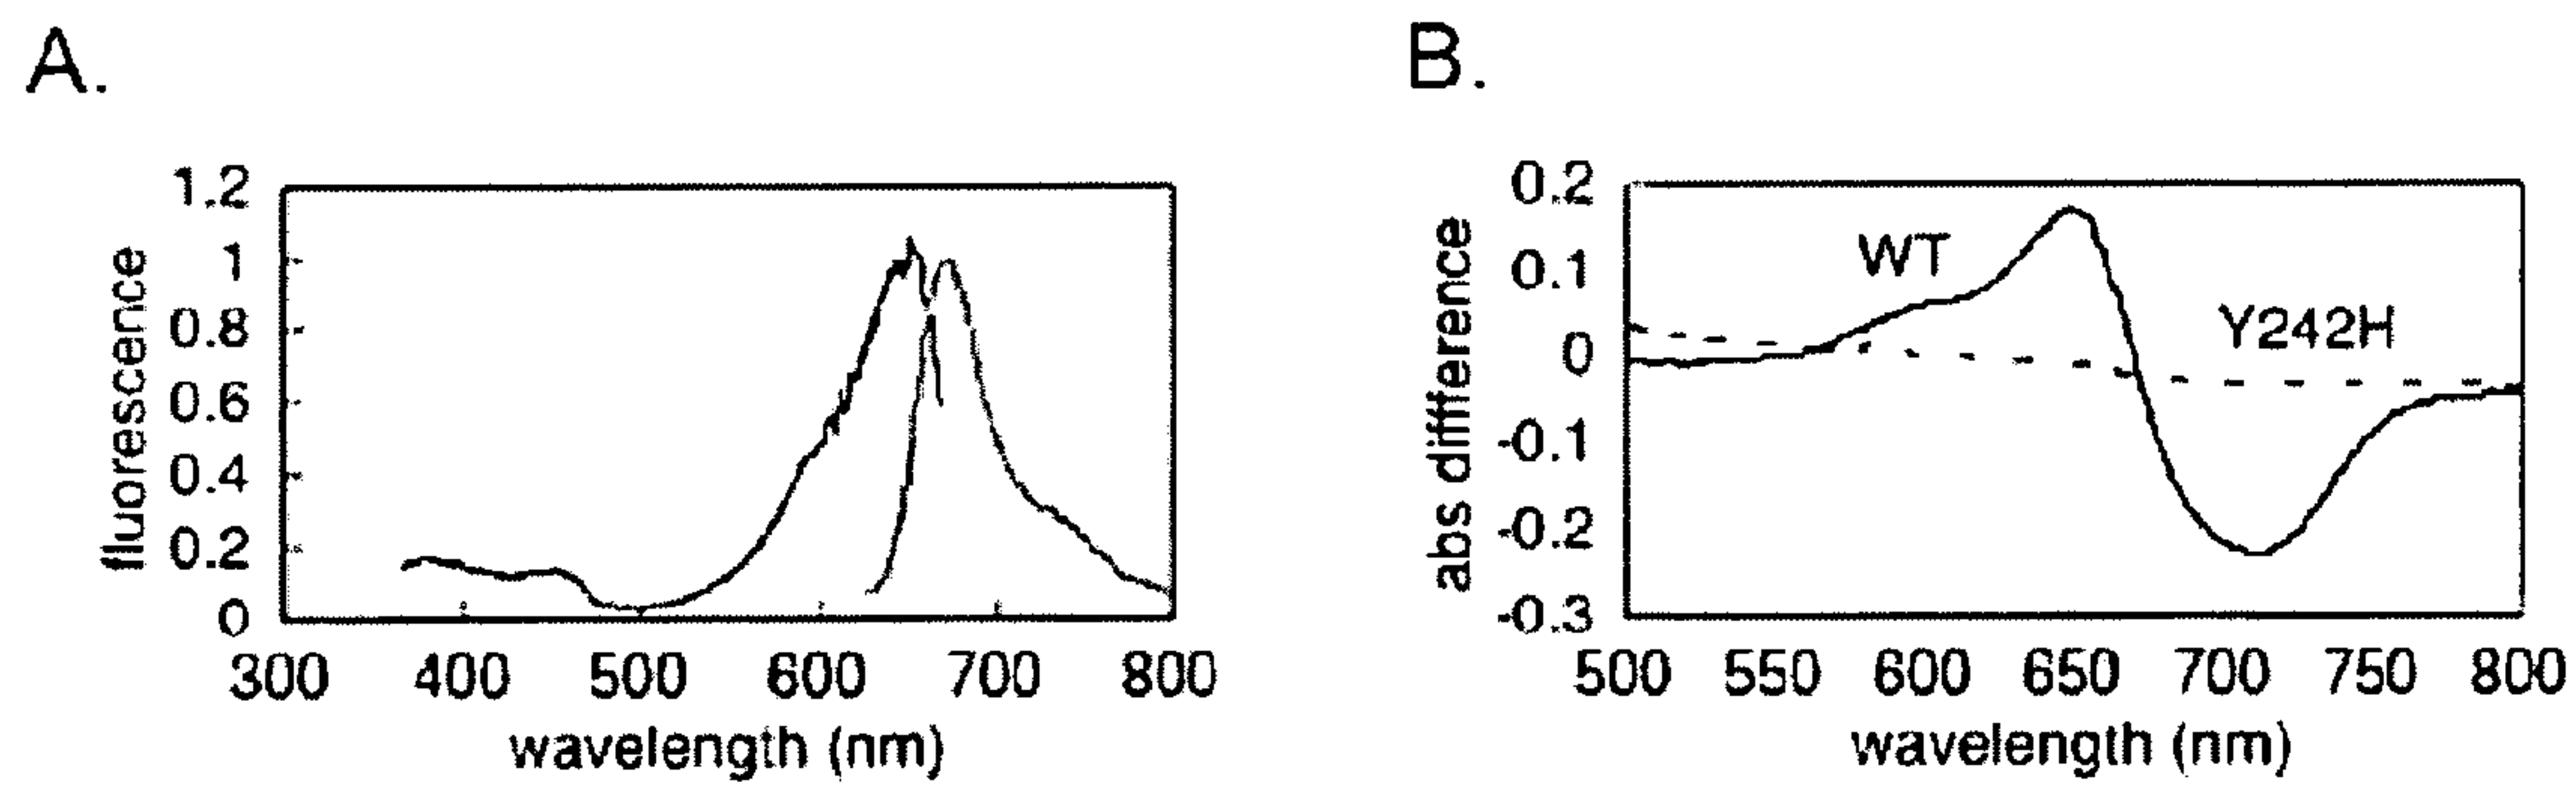 A.
B.
1.2
1
0.8
0.6
0.4
0.2
0
fluorescence
300 400 500 600 700 800
wavelength (nm)
0.2
0.1
0
-0.1
-0.2
-0.3
abs difference
WT
Y242H
500 550 600 650 700 750 800
wavelength (nm)